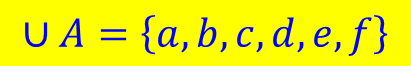 ∪ A = {a, b, c, d, e, f}